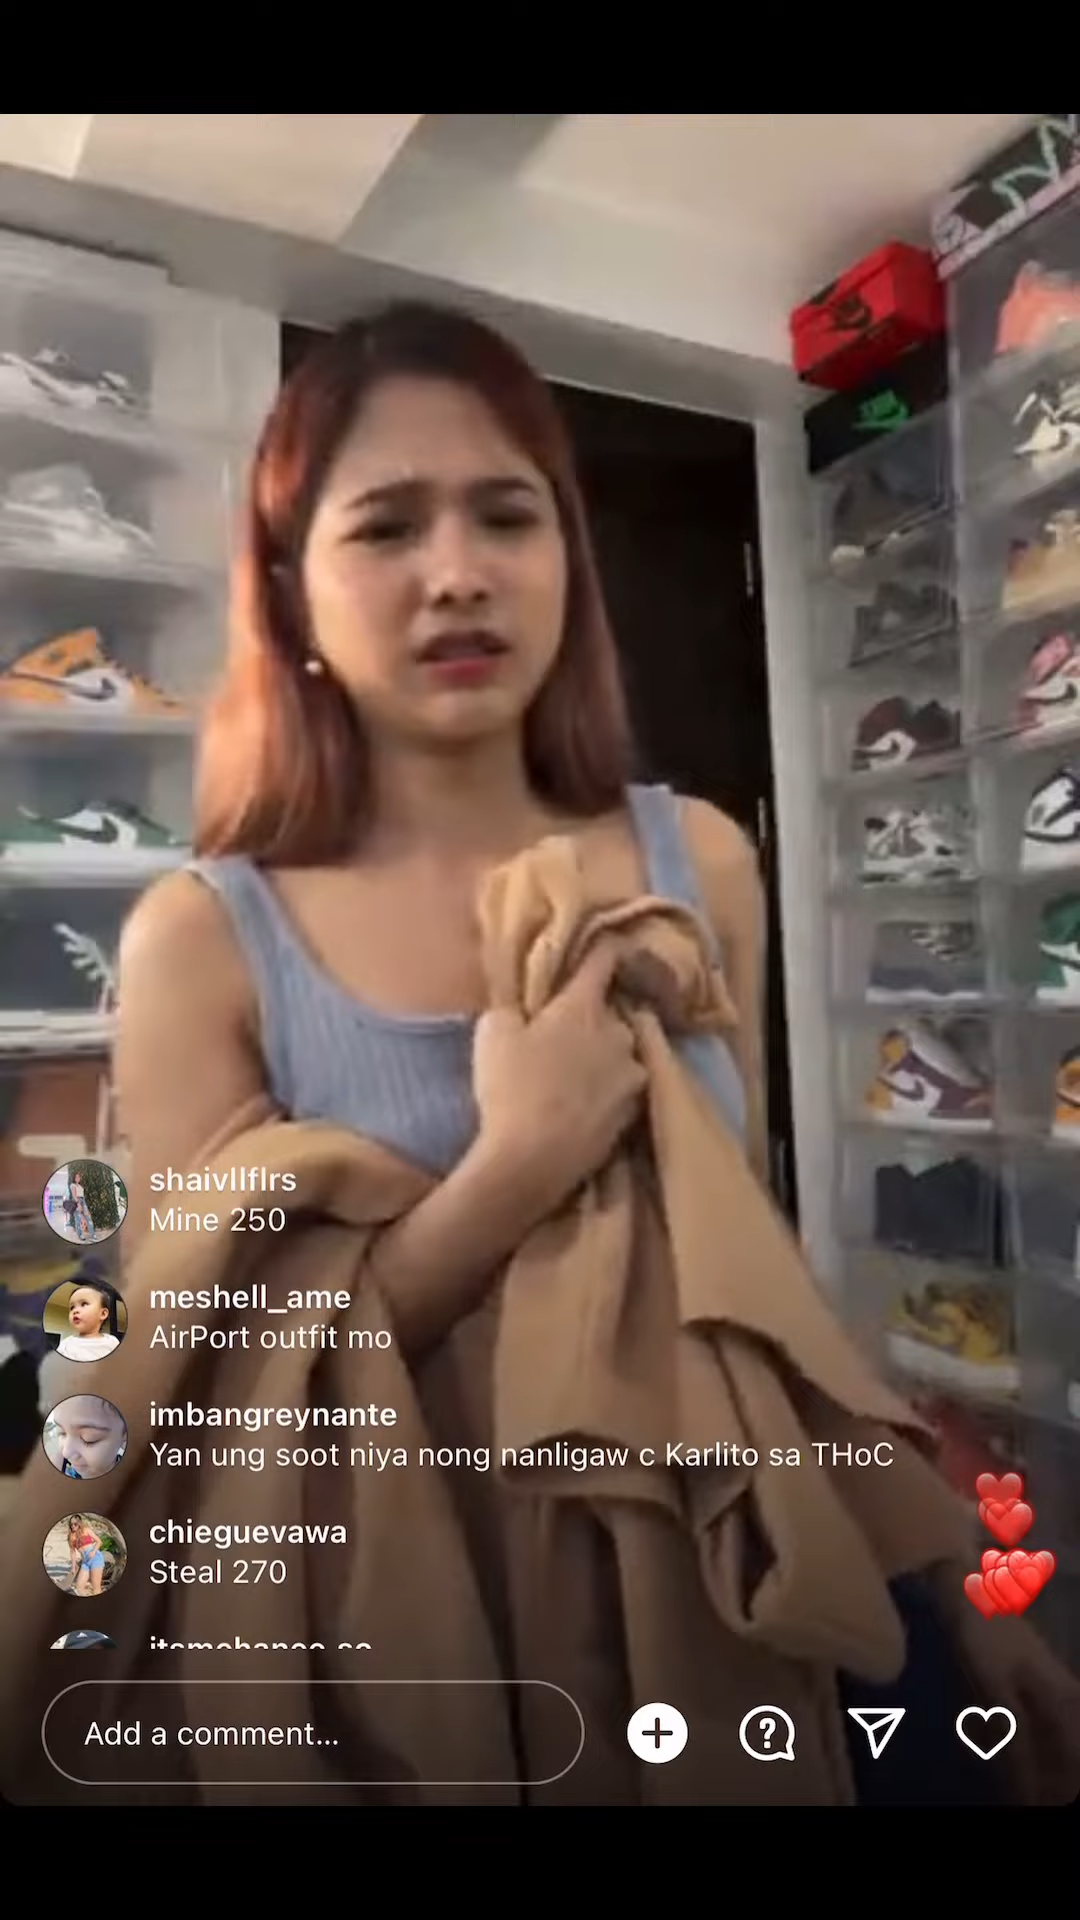 shaivllflrs
Mine 250
meshell_ame
AirPort outfit mo
imbangreynante
Yan ung soot niya nong nanligaw c Karlito sa THoC
chieguevawa
Steal 270
Add a comment...